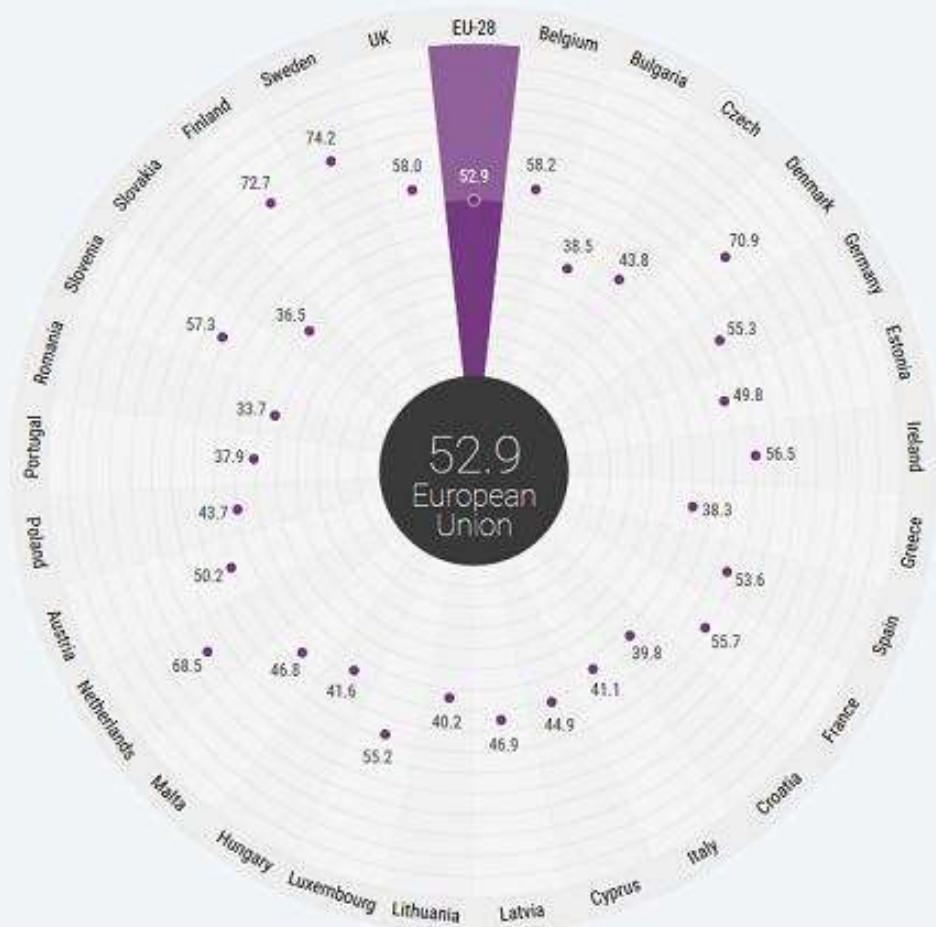 EU-28
Belgium
Bulgaria
Czech
Denmark
Germany
Estonia
Ireland
Greece
Spain
France
Croatia
Italy
Cyprus
Latvia
Lithuania
Luxembourg
Hungary
Malta
Netherlands
Austria
Poland
Portugal
Romania
Slovenia
Slovakia
Finland
Sweden
UK
52.9
58.2
38.5
43.8
70.9
55.3
49.8
56.5
38.3
53.6
55.7
39.8
41.1
44.9
46.9
40.2
55.2
41.6
46.8
68.5
50.2
43.7
37.9
33.7
57.3
36.5
72.7
74.2
58.0
52.9
European
Union